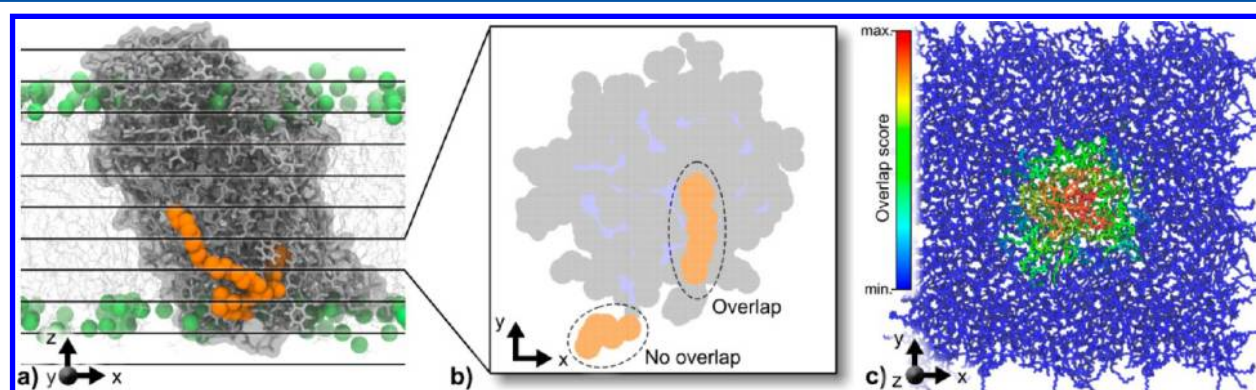 z
y
x
a)
y
x
b)
Overlap
No overlap
max.
Overlap score
min.
y
z
x
c)